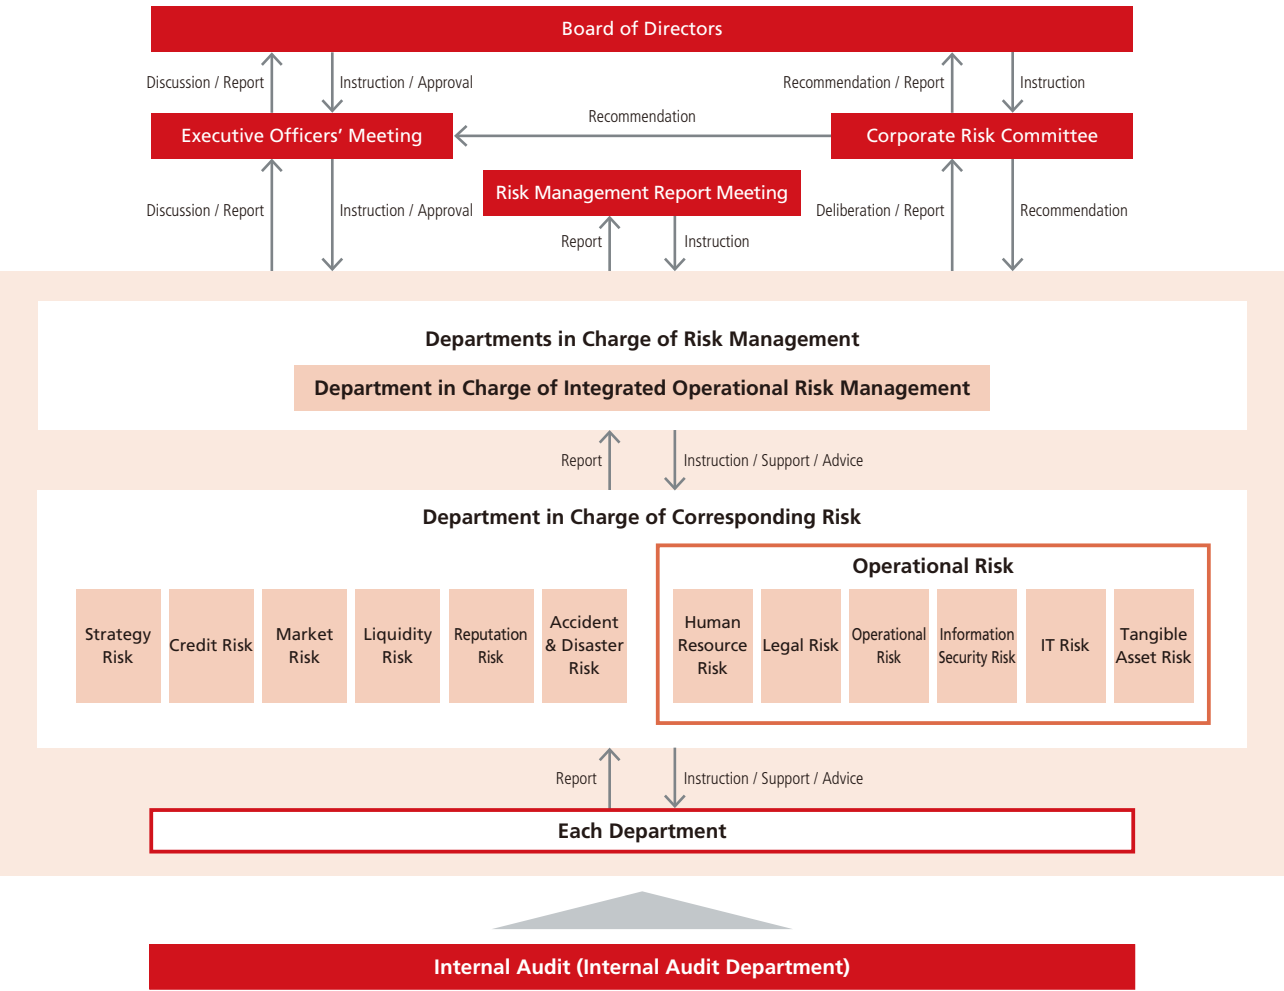 Board of Directors
Discussion / Report
Instruction / Approval
Recommendation / Report
Instruction
Executive Officers’ Meeting
Recommendation
Corporate Risk Committee
Risk Management Report Meeting
Discussion / Report
Instruction / Approval
Deliberation / Report
Recommendation
Report
Instruction
Departments in Charge of Risk Management
Department in Charge of Integrated Operational Risk Management
Report
Instruction / Support / Advice
Department in Charge of Corresponding Risk
Operational Risk
Strategy
Risk
Credit Risk
Market
Risk
Liquidity
Risk
Reputation
Risk
Accident
& Disaster
Risk
Human
Resource
Risk
Legal Risk
Operational
Risk
Information
Security Risk
IT Risk
Tangible
Asset Risk
Report
Instruction / Support / Advice
Each Department
Internal Audit (Internal Audit Department)